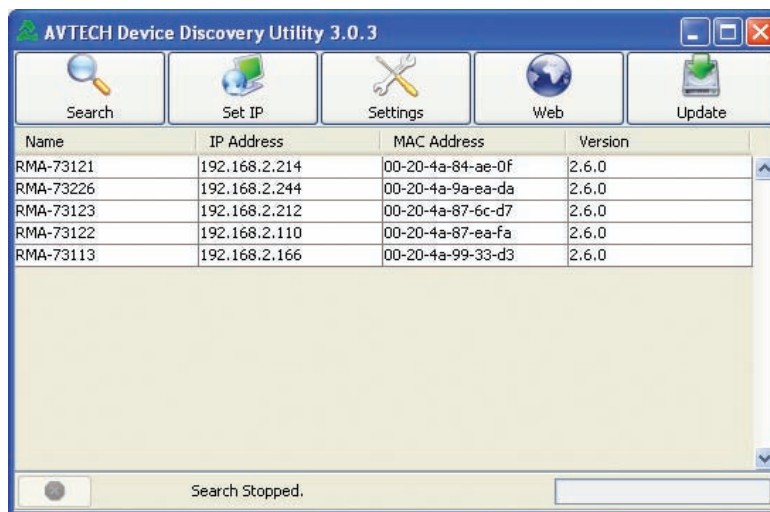 AVTECH Device Discovery Utility 3.0.3
Search Set IP Settings Web Update
Name IP Address MAC Address Version
RMA-73121 192.168.2.214 00-20-4a-84-ae-0f 2.6.0
RMA-73226 192.168.2.244 00-20-4a-9a-ea-da 2.6.0
RMA-73123 192.168.2.212 00-20-4a-87-6c-d7 2.6.0
RMA-73122 192.168.2.110 00-20-4a-87-ea-fa 2.6.0
RMA-73113 192.168.2.166 00-20-4a-99-33-d3 2.6.0
Search Stopped.